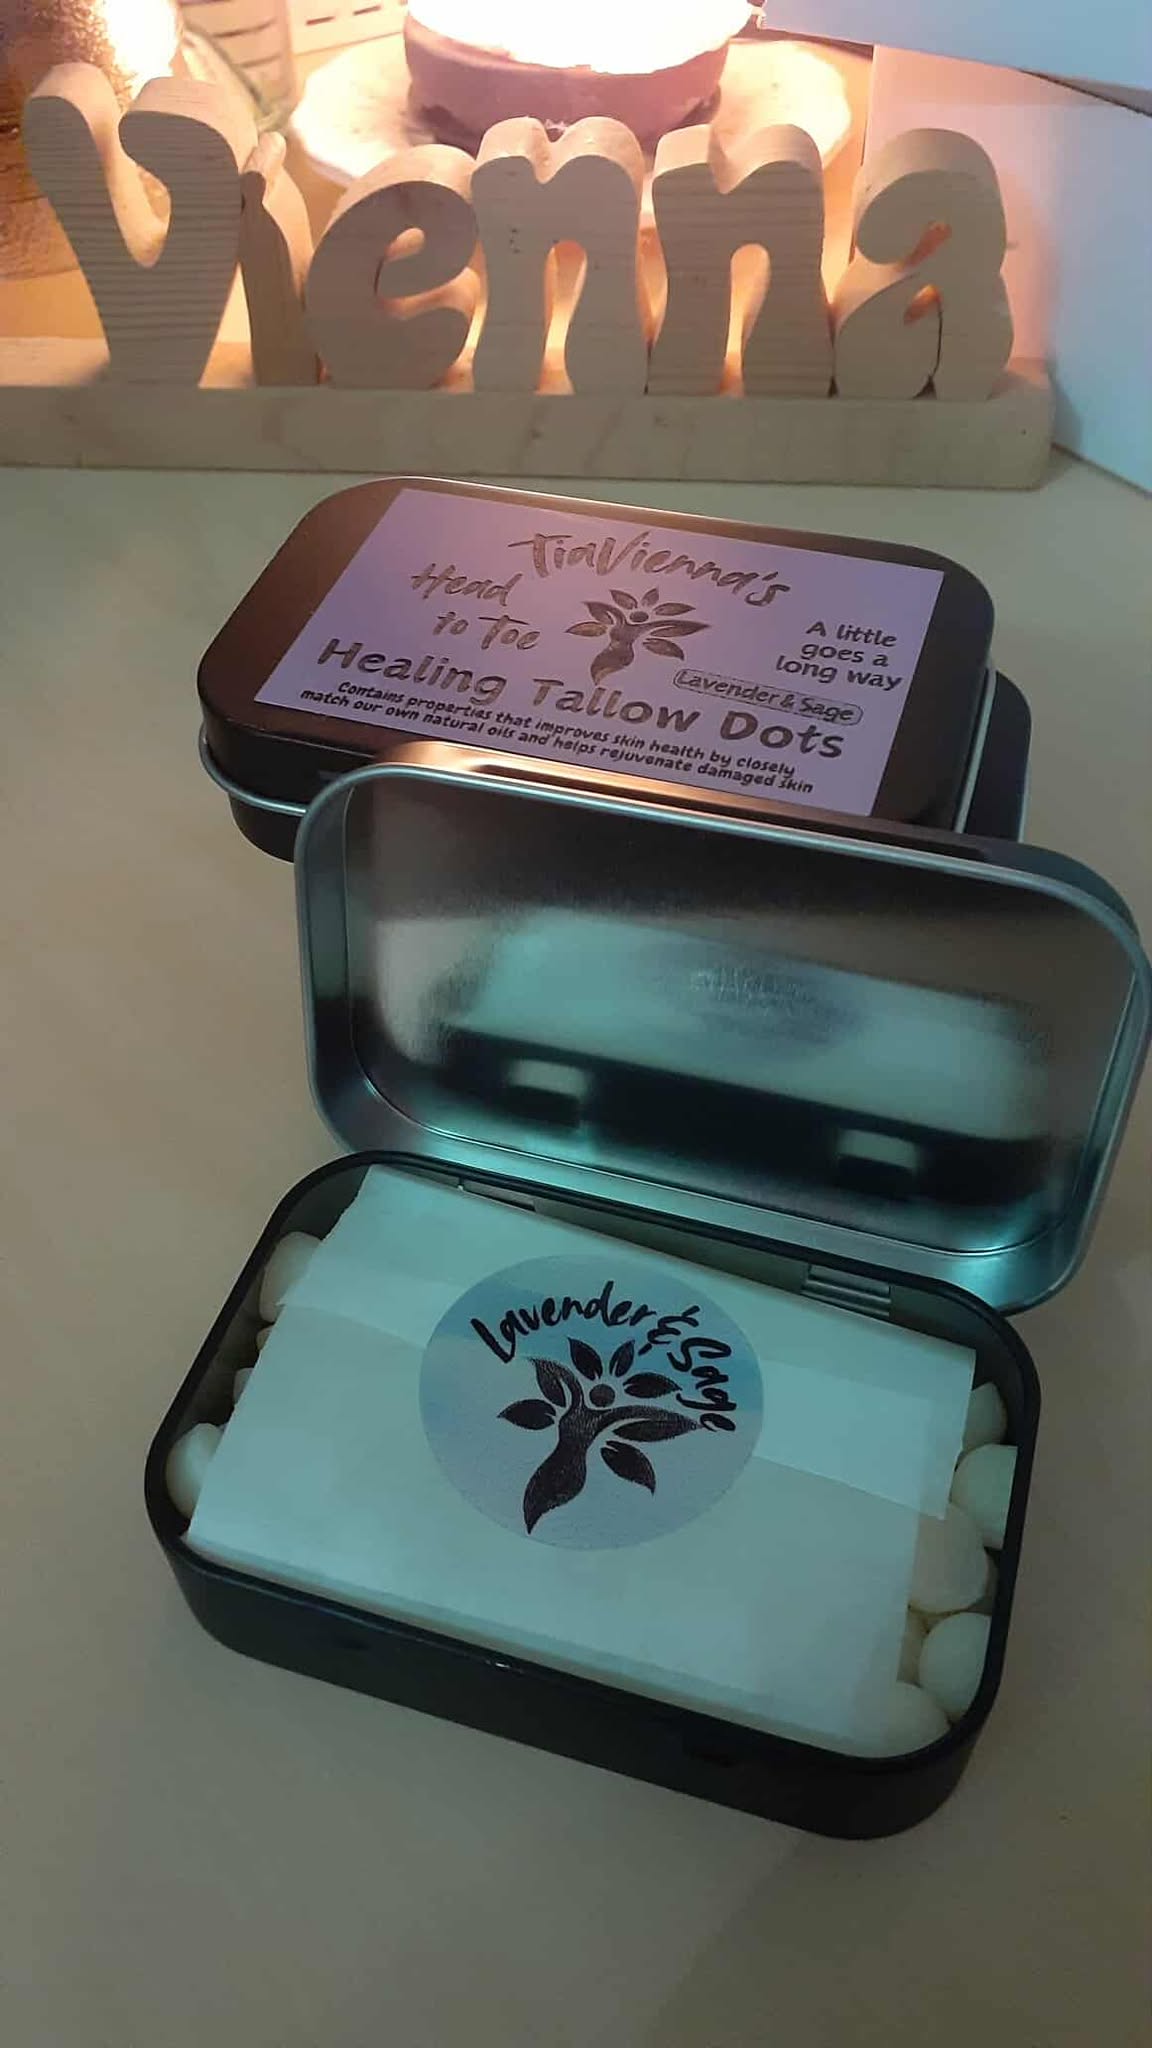 Vienna
TiaVienna's
Head
to Toe
A little
goes a
long way
Lavender & Sage
Healing Tallow Dots
Contains properties that improves skin health by closely
match our own natural oils and helps rejuvenate damaged skin
Lavender & Sage